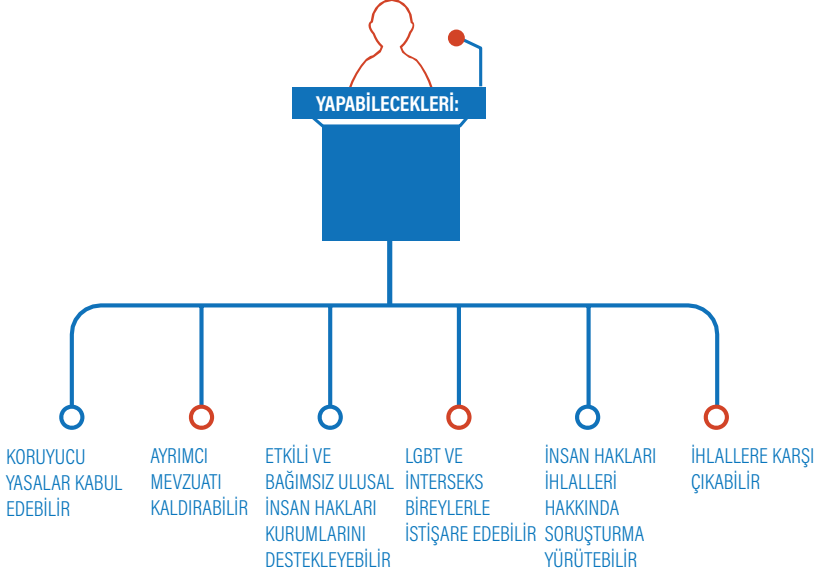 YAPABİLECEKLERİ:
KORUYUCU
YASALAR KABUL
EDEBİLİR
AYRIMCI
MEVZUATI
KALDIRABİLİR
ETKİLİ VE
BAĞIMSIZ ULUSAL
İNSAN HAKLARI
KURUMLARINI
DESTEKLEYEBİLİR
LGBT VE
İNTERSEKS
BİREYLERLE
İSTİŞARE EDEBİLİR
İNSAN HAKLARI
İHLALLERİ
HAKKINDA
SORUŞTURMA
YÜRÜTEBİLİR
İHLALLERE KARŞI
ÇIKABİLİR